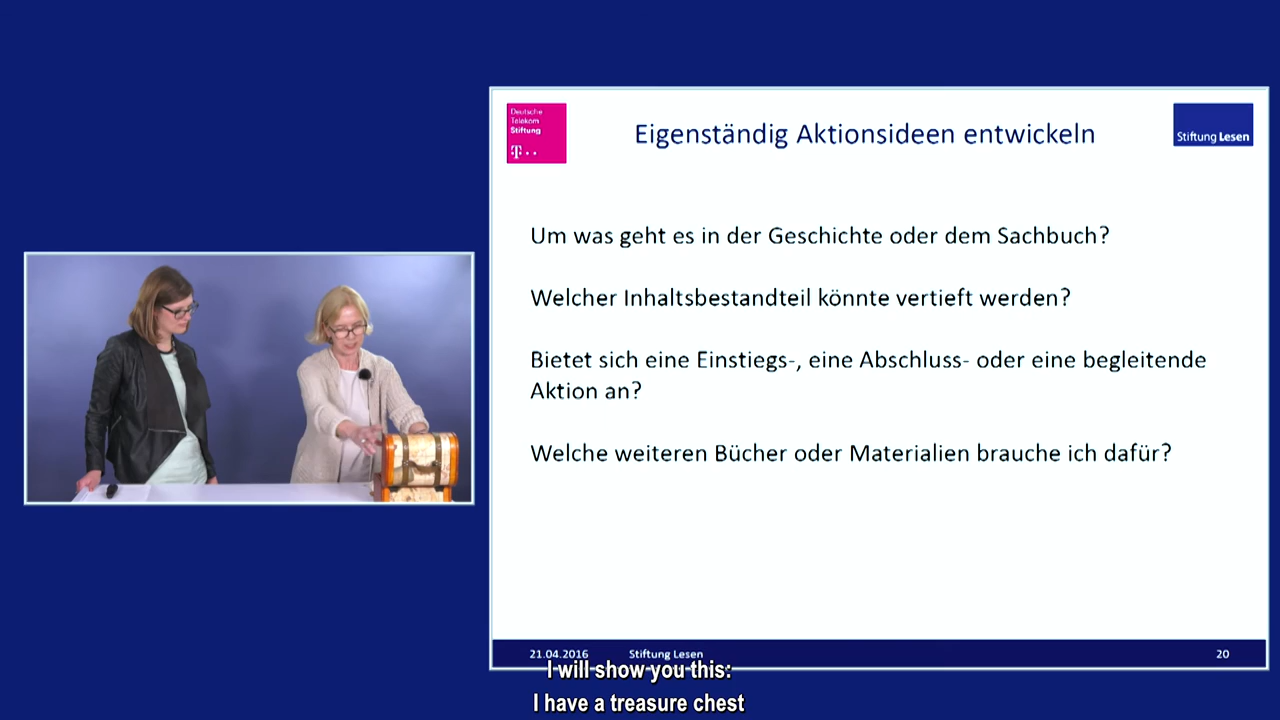 Deutsche
Telekom
Stiftung
Eigenständig Aktionsideen entwickeln
Stiftung Lesen
Um was geht es in der Geschichte oder dem Sachbuch?
Welcher Inhaltsbestandteil könnte vertieft werden?
Bietet sich eine Einstiegs-, eine Abschluss- oder eine begleitende
Aktion an?
Welche weiteren Bücher oder Materialien brauche ich dafür?
21.04.2016 Stiftung Lesen 20
I will show you this:
I have a treasure chest